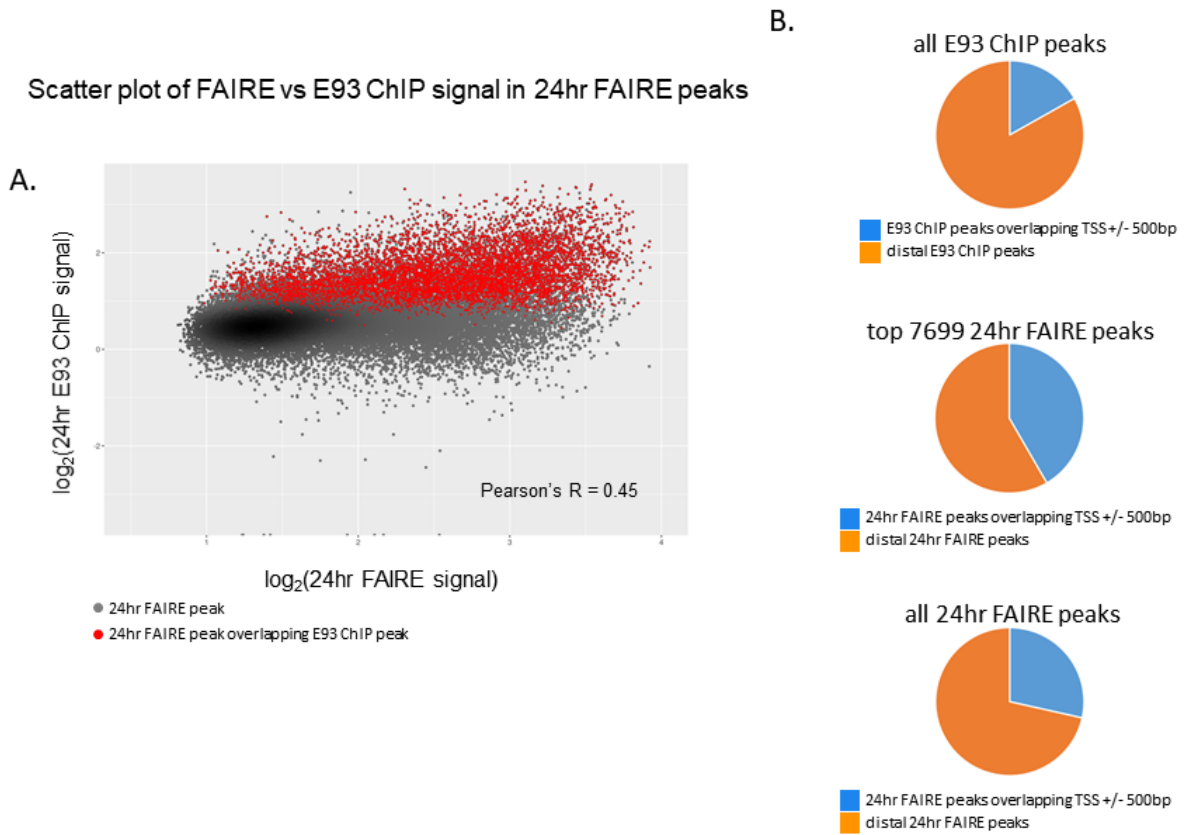 Scatter plot of FAIRE vs E93 ChIP signal in 24hr FAIRE peaks
A.
log2(24hr E93 ChIP signal)
2
0
-2
Pearson's R = 0.45
1
2
3
4
log2(24hr FAIRE signal)
24hr FAIRE peak
24hr FAIRE peak overlapping E93 ChIP peak
B.
all E93 ChIP peaks
E93 ChIP peaks overlapping TSS +/- 500bp
distal E93 ChIP peaks
top 7699 24hr FAIRE peaks
24hr FAIRE peaks overlapping TSS +/- 500bp
distal 24hr FAIRE peaks
all 24hr FAIRE peaks
24hr FAIRE peaks overlapping TSS +/- 500bp
distal 24hr FAIRE peaks